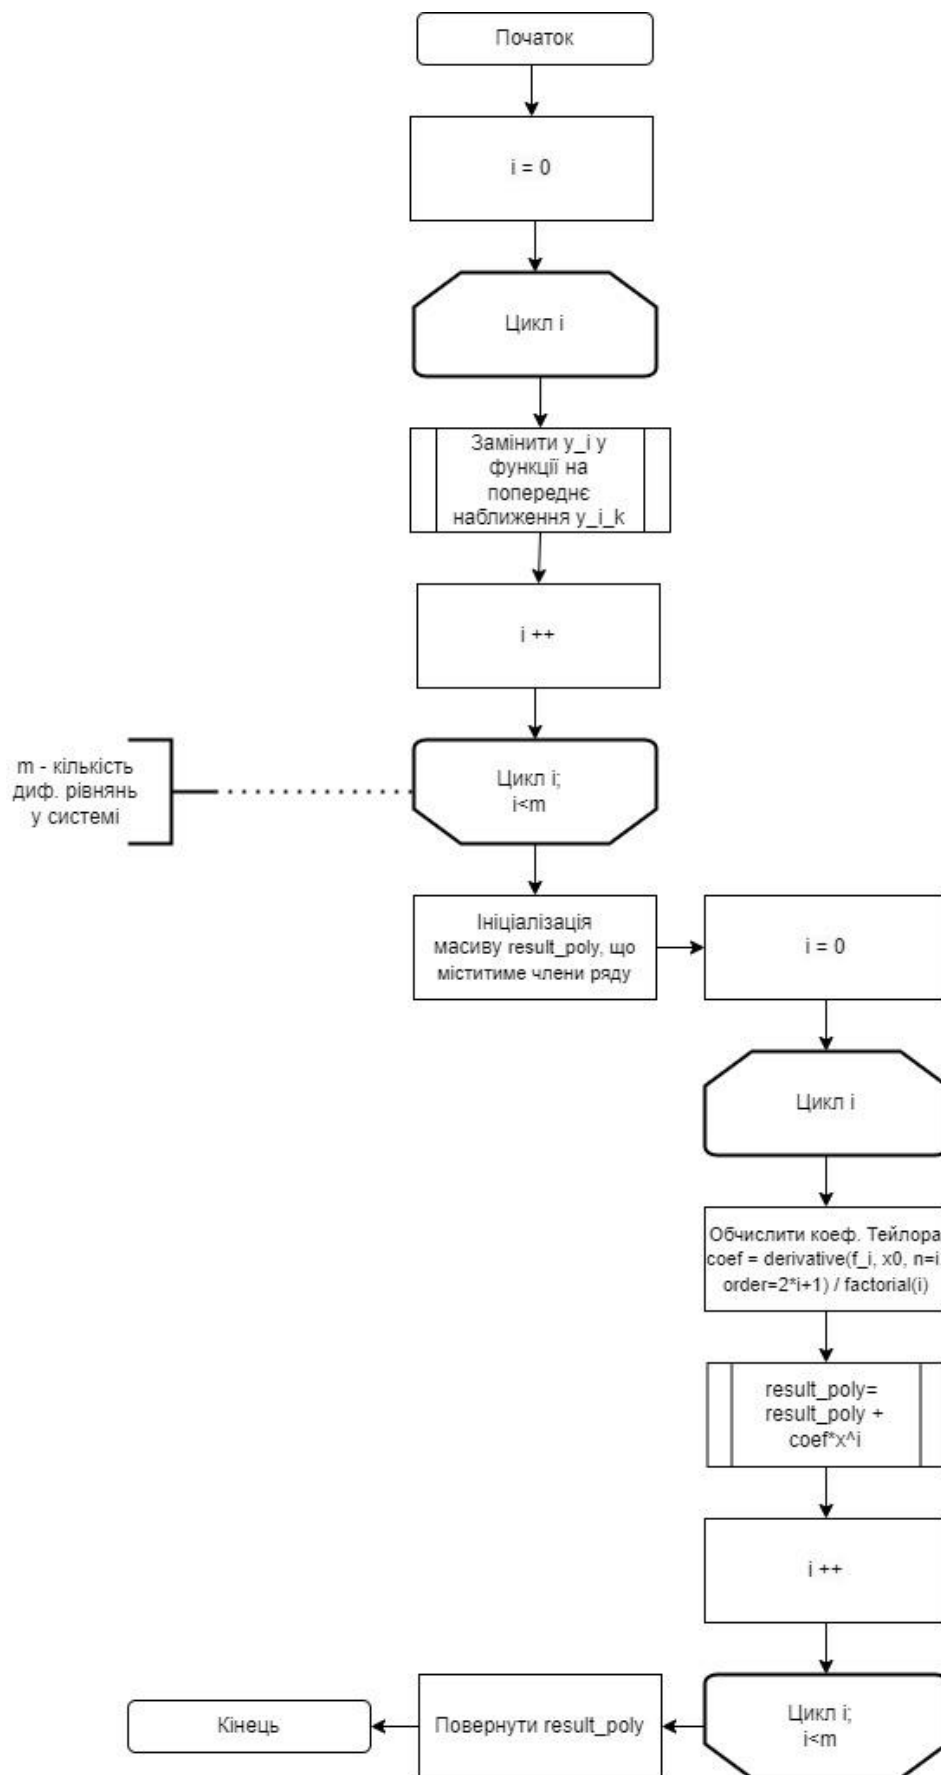 Початок
i = 0
Цикл i
Замінити y_i у
функції на
попереднє
наближення y_i_k
i ++
m - кількість
диф. рівнянь
у системі
Цикл i;
i<m
Ініціалізація
масиву result_poly, що
міститиме члени ряду
i = 0
Цикл i
Обчислити коеф. Тейлора
coef = derivative(f_i, x0, n=i
order=2*i+1) / factorial(i)
result_poly=
result_poly +
coef*x^i
i ++
Цикл i;
i<m
Повернути result_poly
Кінець